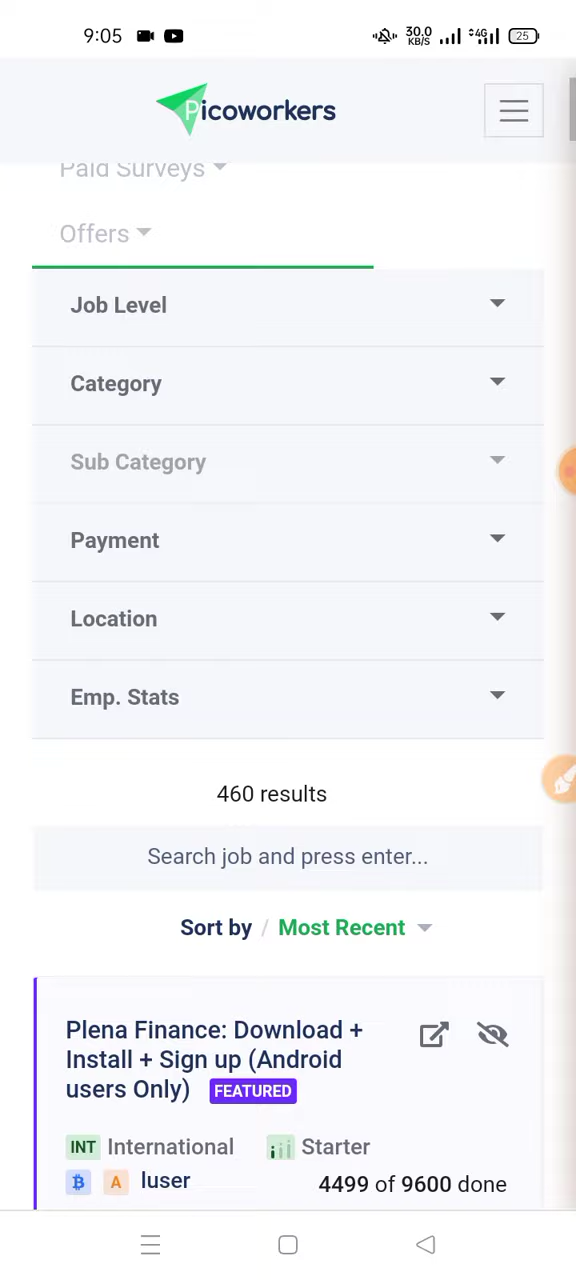 9:05 30.0 KB/S 4G 25
Picoworkers
Paid Surveys
Offers
Job Level
Category
Sub Category
Payment
Location
Emp. Stats
460 results
Search job and press enter...
Sort by / Most Recent
Plena Finance: Download +
Install + Sign up (Android
users Only) FEATURED
INT International Starter
₿ A luser 4499 of 9600 done